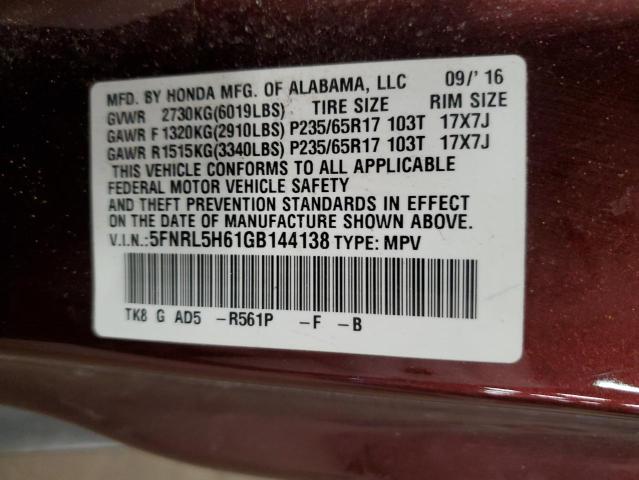 MFD. BY HONDA MFG. OF ALABAMA, LLC 09/' 16
GVWR 2730KG(6019LBS) TIRE SIZE RIM SIZE
GAWR F 1320KG(2910LBS) P235/65R17 103T 17X7J
GAWR R1515KG(3340LBS) P235/65R17 103T 17X7J
THIS VEHICLE CONFORMS TO ALL APPLICABLE
FEDERAL MOTOR VEHICLE SAFETY
AND THEFT PREVENTION STANDARDS IN EFFECT
ON THE DATE OF MANUFACTURE SHOWN ABOVE.
V.I.N.:5FNRL5H61GB144138 TYPE: MPV
TK8 G AD5 -R561P -F -B